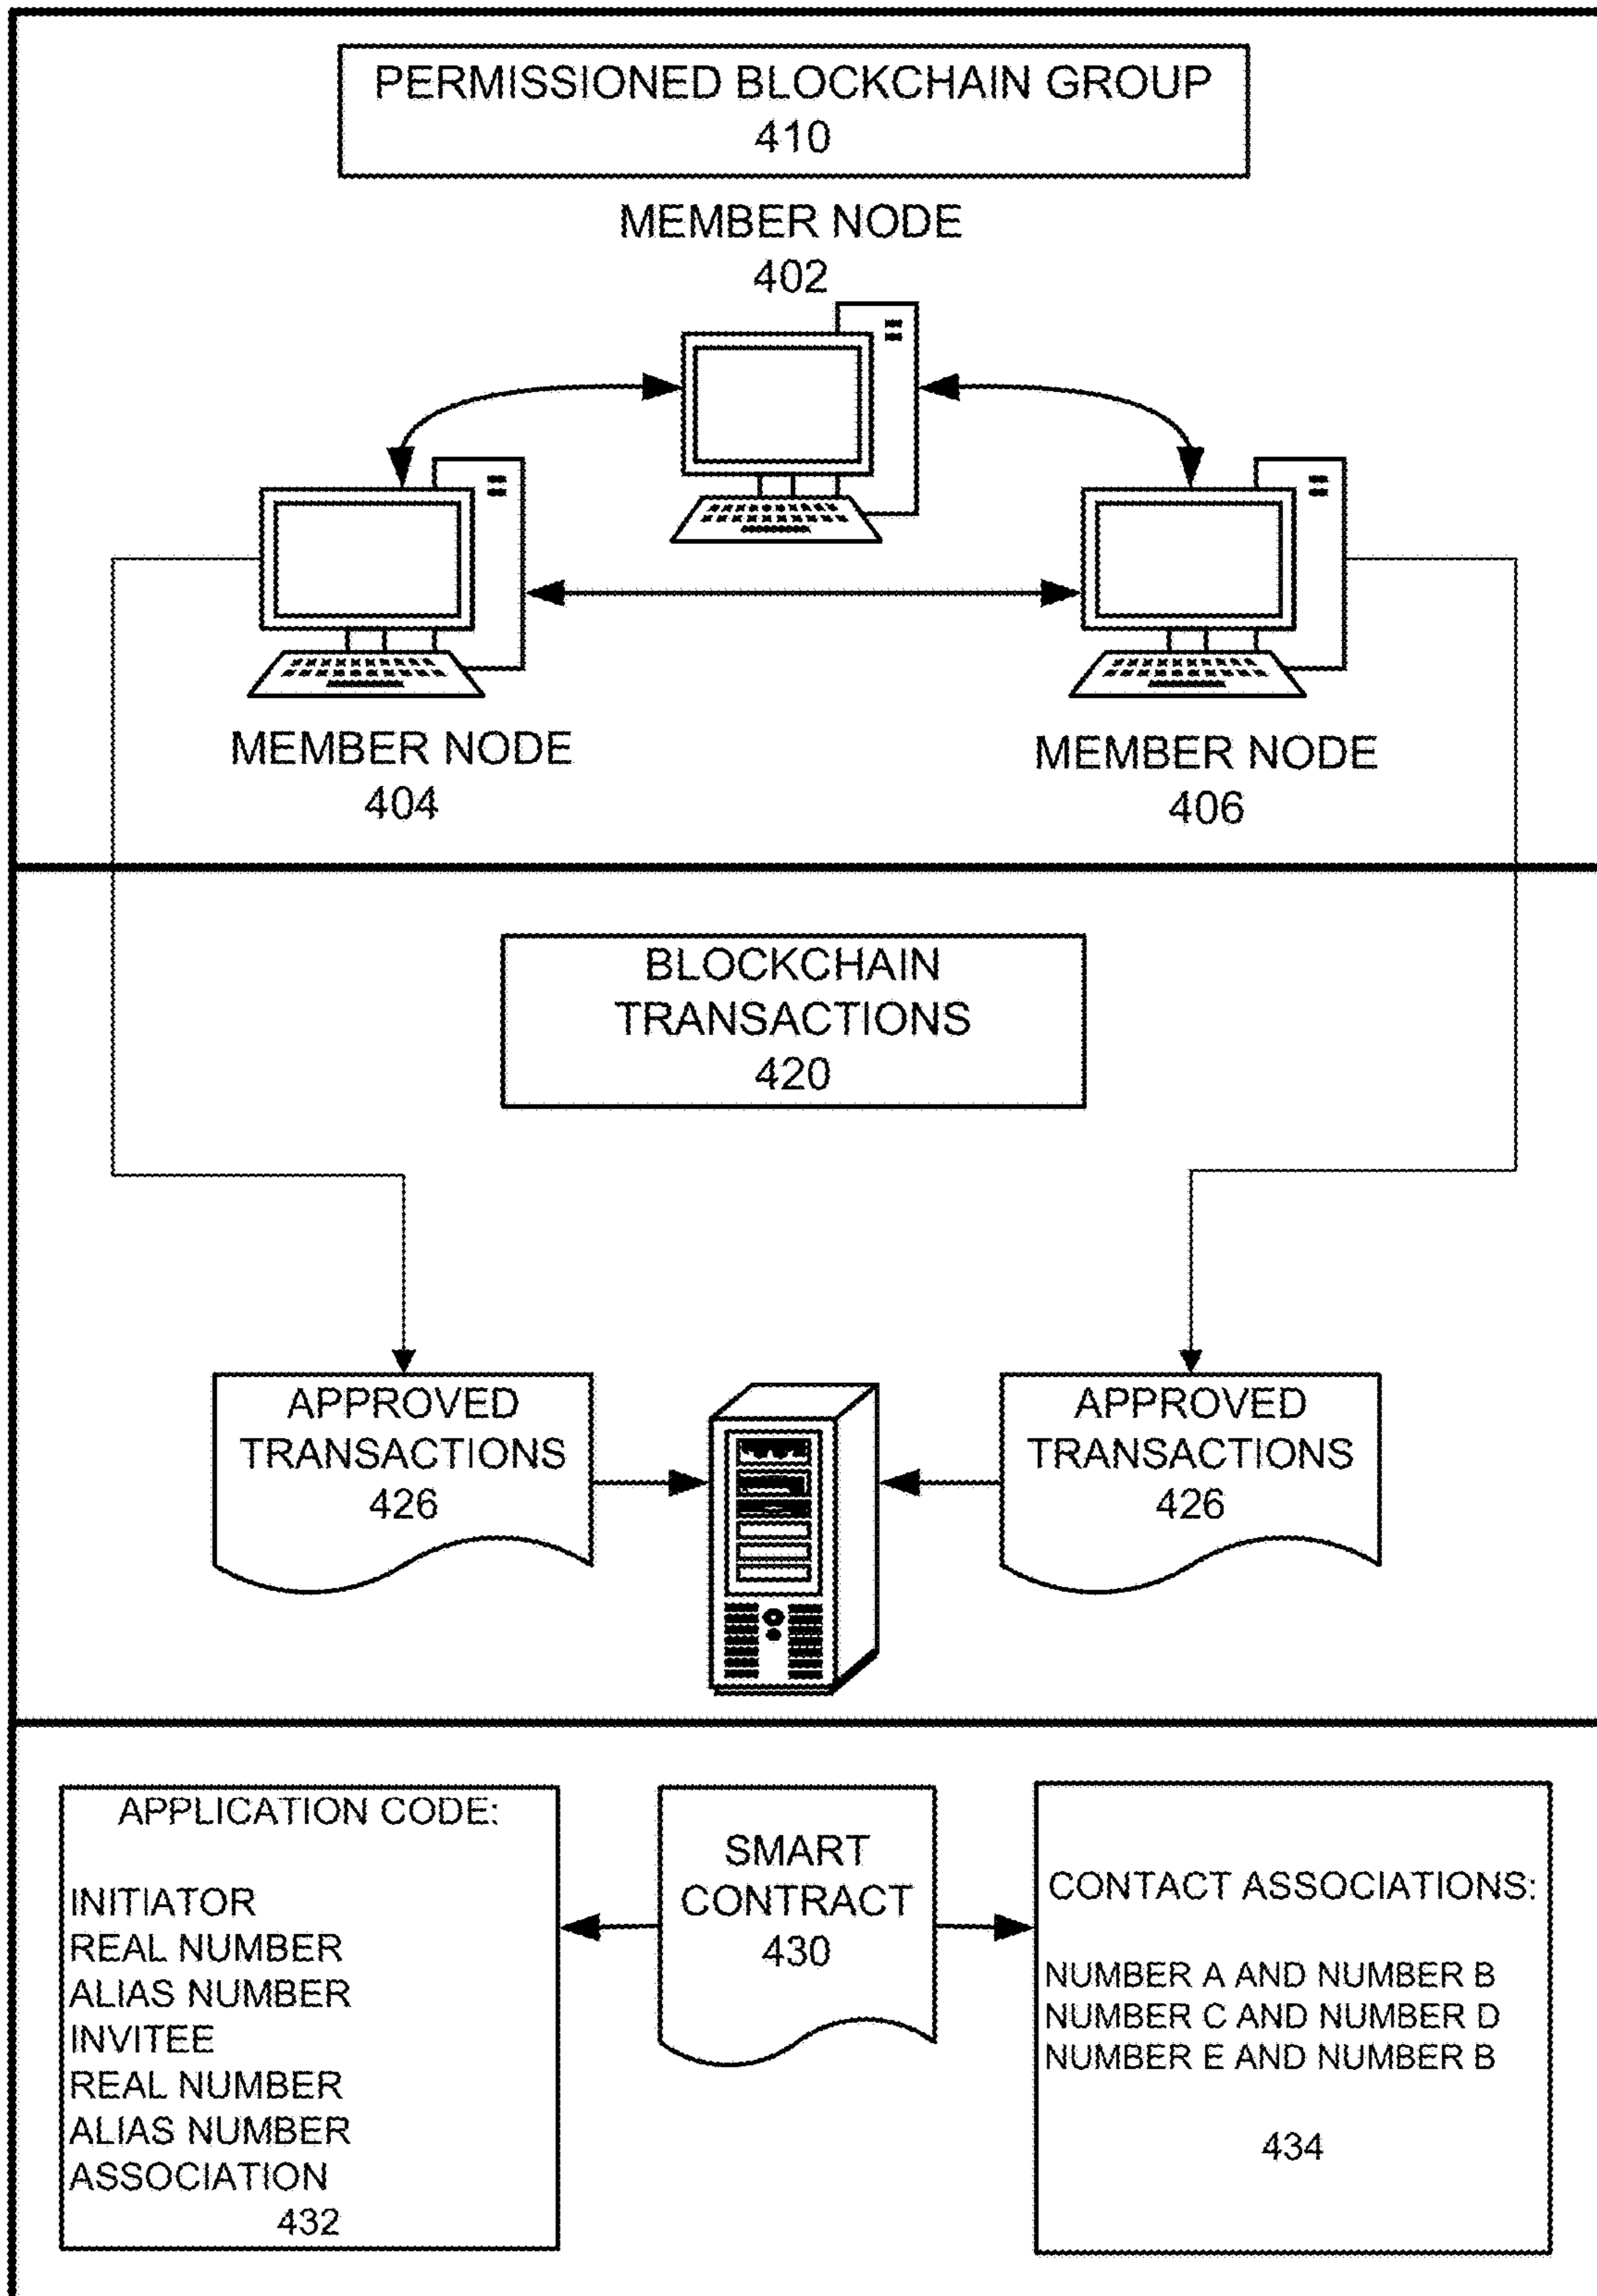 PERMISSIONED BLOCKCHAIN GROUP
410
MEMBER NODE
402
MEMBER NODE
404
MEMBER NODE
406
BLOCKCHAIN
TRANSACTIONS
420
APPROVED
TRANSACTIONS
426
APPROVED
TRANSACTIONS
426
APPLICATION CODE:
INITIATOR
REAL NUMBER
ALIAS NUMBER
INVITEE
REAL NUMBER
ALIAS NUMBER
ASSOCIATION
432
SMART
CONTRACT
430
CONTACT ASSOCIATIONS:
NUMBER A AND NUMBER B
NUMBER C AND NUMBER D
NUMBER E AND NUMBER B
434